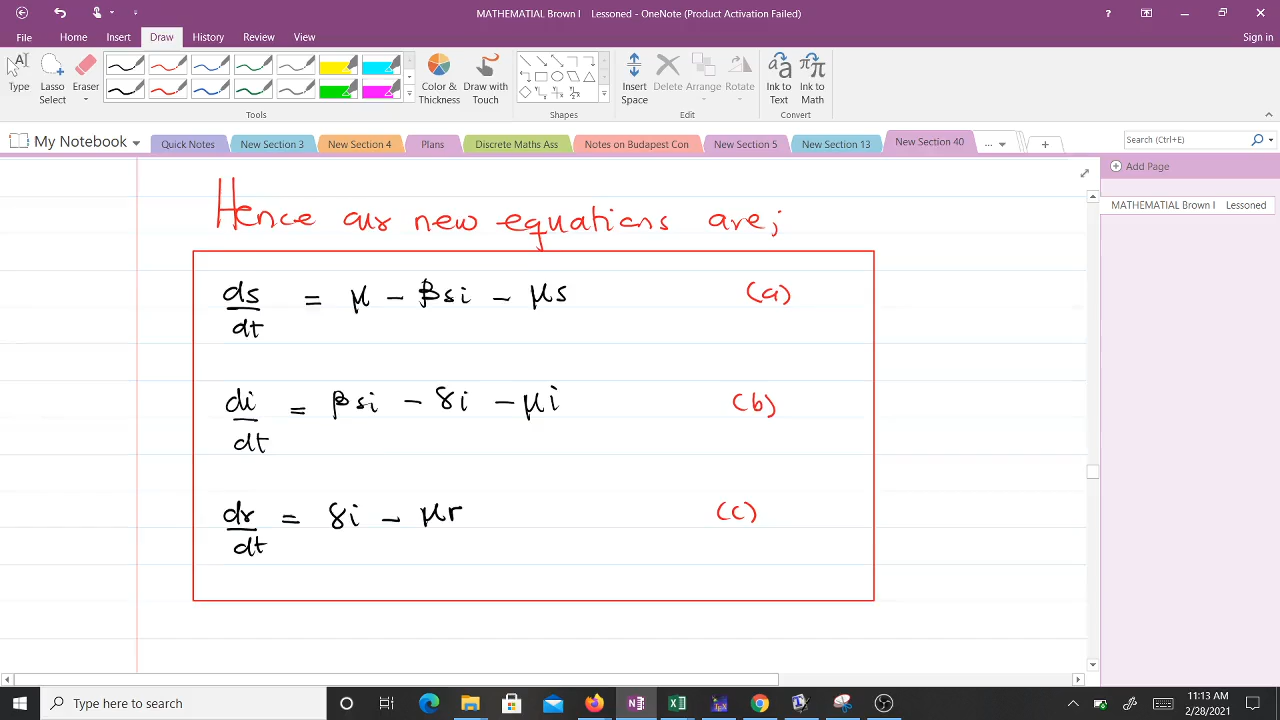 MATHEMATIAL Brown I    Lessoned - OneNote (Product Activation Failed)
File Home Insert Draw History Review View
Sign in
Type
Lasso Select
Eraser
Color & Thickness
Draw with Touch
Insert Space
Delete
Arrange
Rotate
Ink to Text
Ink to Math
Tools
Shapes
Edit
Convert
My Notebook
Quick Notes
New Section 3
New Section 4
Plans
Discrete Maths Ass
Notes on Budapest Con
New Section 5
New Section 13
New Section 40
...
Search (Ctrl+E)
Add Page
MATHEMATIAL Brown I    Lessoned
Hence our new equations are;
ds/dt = μ - βsi - μs (a)
di/dt = βsi - γi - μi (b)
dr/dt = γi - μr (c)
Type here to search
11:13 AM
2/28/2021